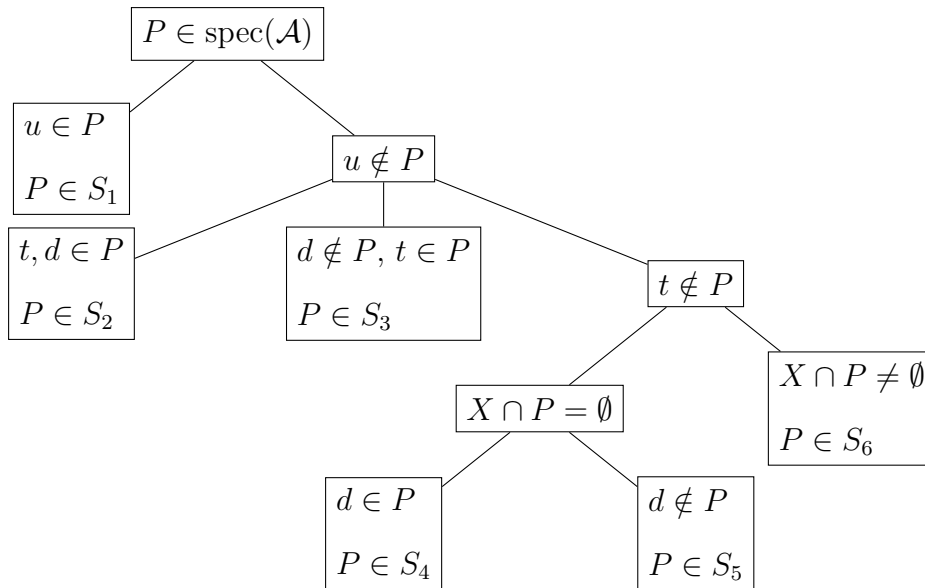 P ∈ spec(𝒜)
u ∈ P
P ∈ S₁
u ∉ P
t, d ∈ P
P ∈ S₂
d ∉ P, t ∈ P
P ∈ S₃
t ∉ P
X ∩ P = ∅
X ∩ P ≠ ∅
P ∈ S₆
d ∈ P
P ∈ S₄
d ∉ P
P ∈ S₅